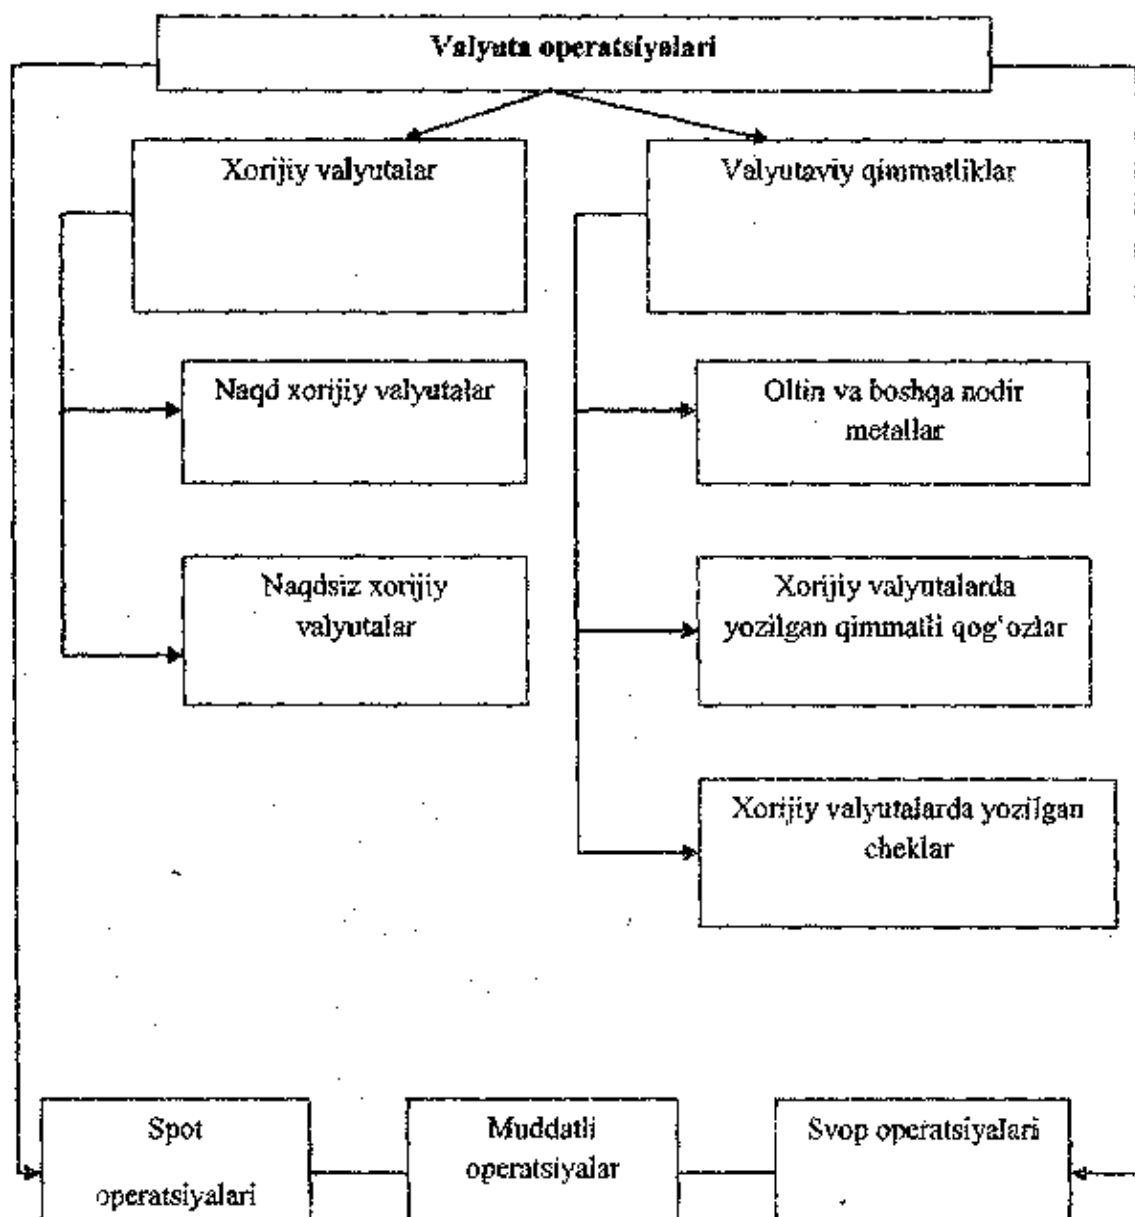 Valyuta operatsiyalari
Xorijiy valyutalar
Valyutaviy qimmatliklar
Naqd xorijiy valyutalar
Oltin va boshqa nodir
metallar
Naqdsiz xorijiy
valyutalar
Xorijiy valyutalarda
yozilgan qimmatli qog‘ozlar
Xorijiy valyutalarda yozilgan
cheklar
Spot
operatsiyalari
Muddatli
operatsiyalar
Svop operatsiyalari